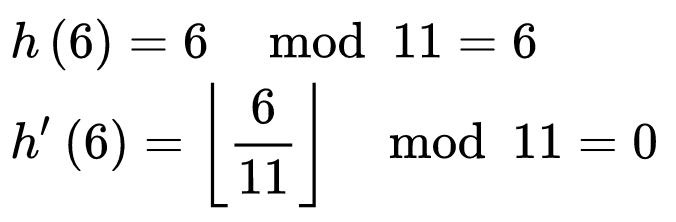 h (6) = 6 mod 11 = 6
h′ (6) = ⌊6/11⌋ mod 11 = 0